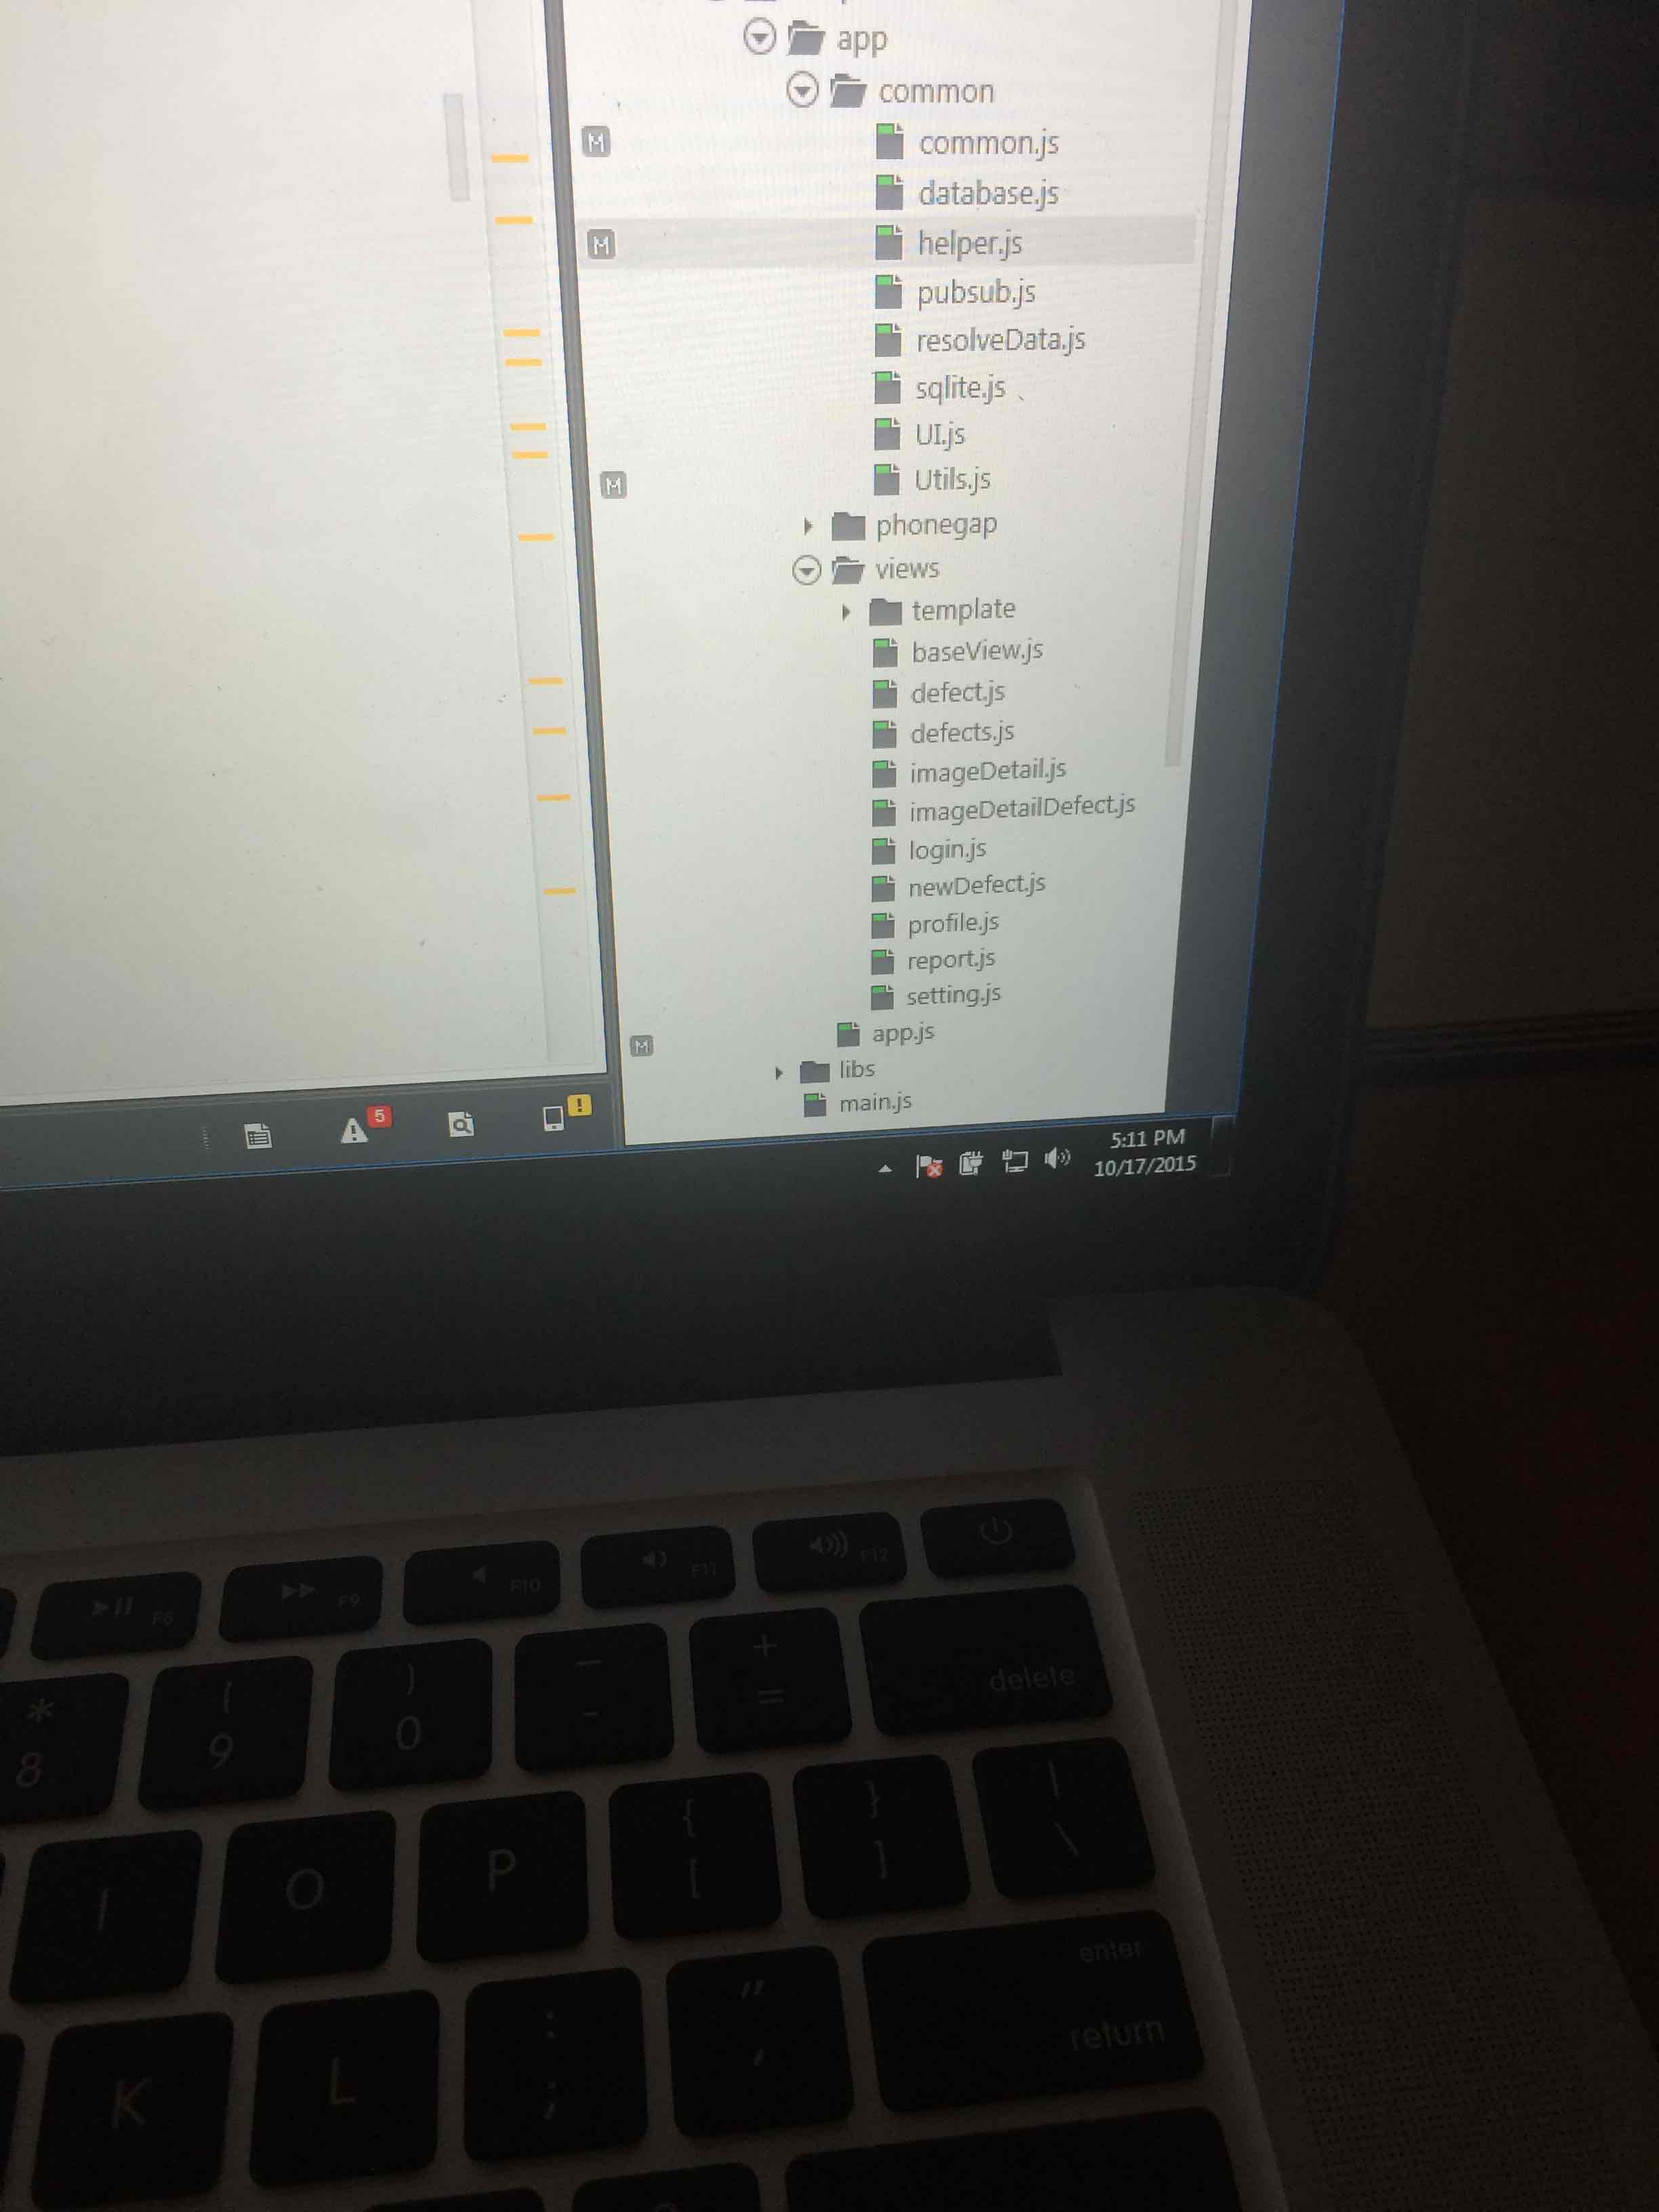 app
common
M common.js
database.js
M helper.js
pubsub.js
resolveData.js
sqlite.js
UI.js
M Utils.js
phonegap
views
template
baseView.js
defect.js
defects.js
imageDetail.js
imageDetailDefect.js
login.js
newDefect.js
profile.js
report.js
setting.js
M app.js
libs
main.js
5 !
5:11 PM
10/17/2015
F8 F9 F10 F11 F12
* ( ) _ +
8 9 0 - =
delete
{ } |
I O P [ ] \
enter
: "
K L ; '
return